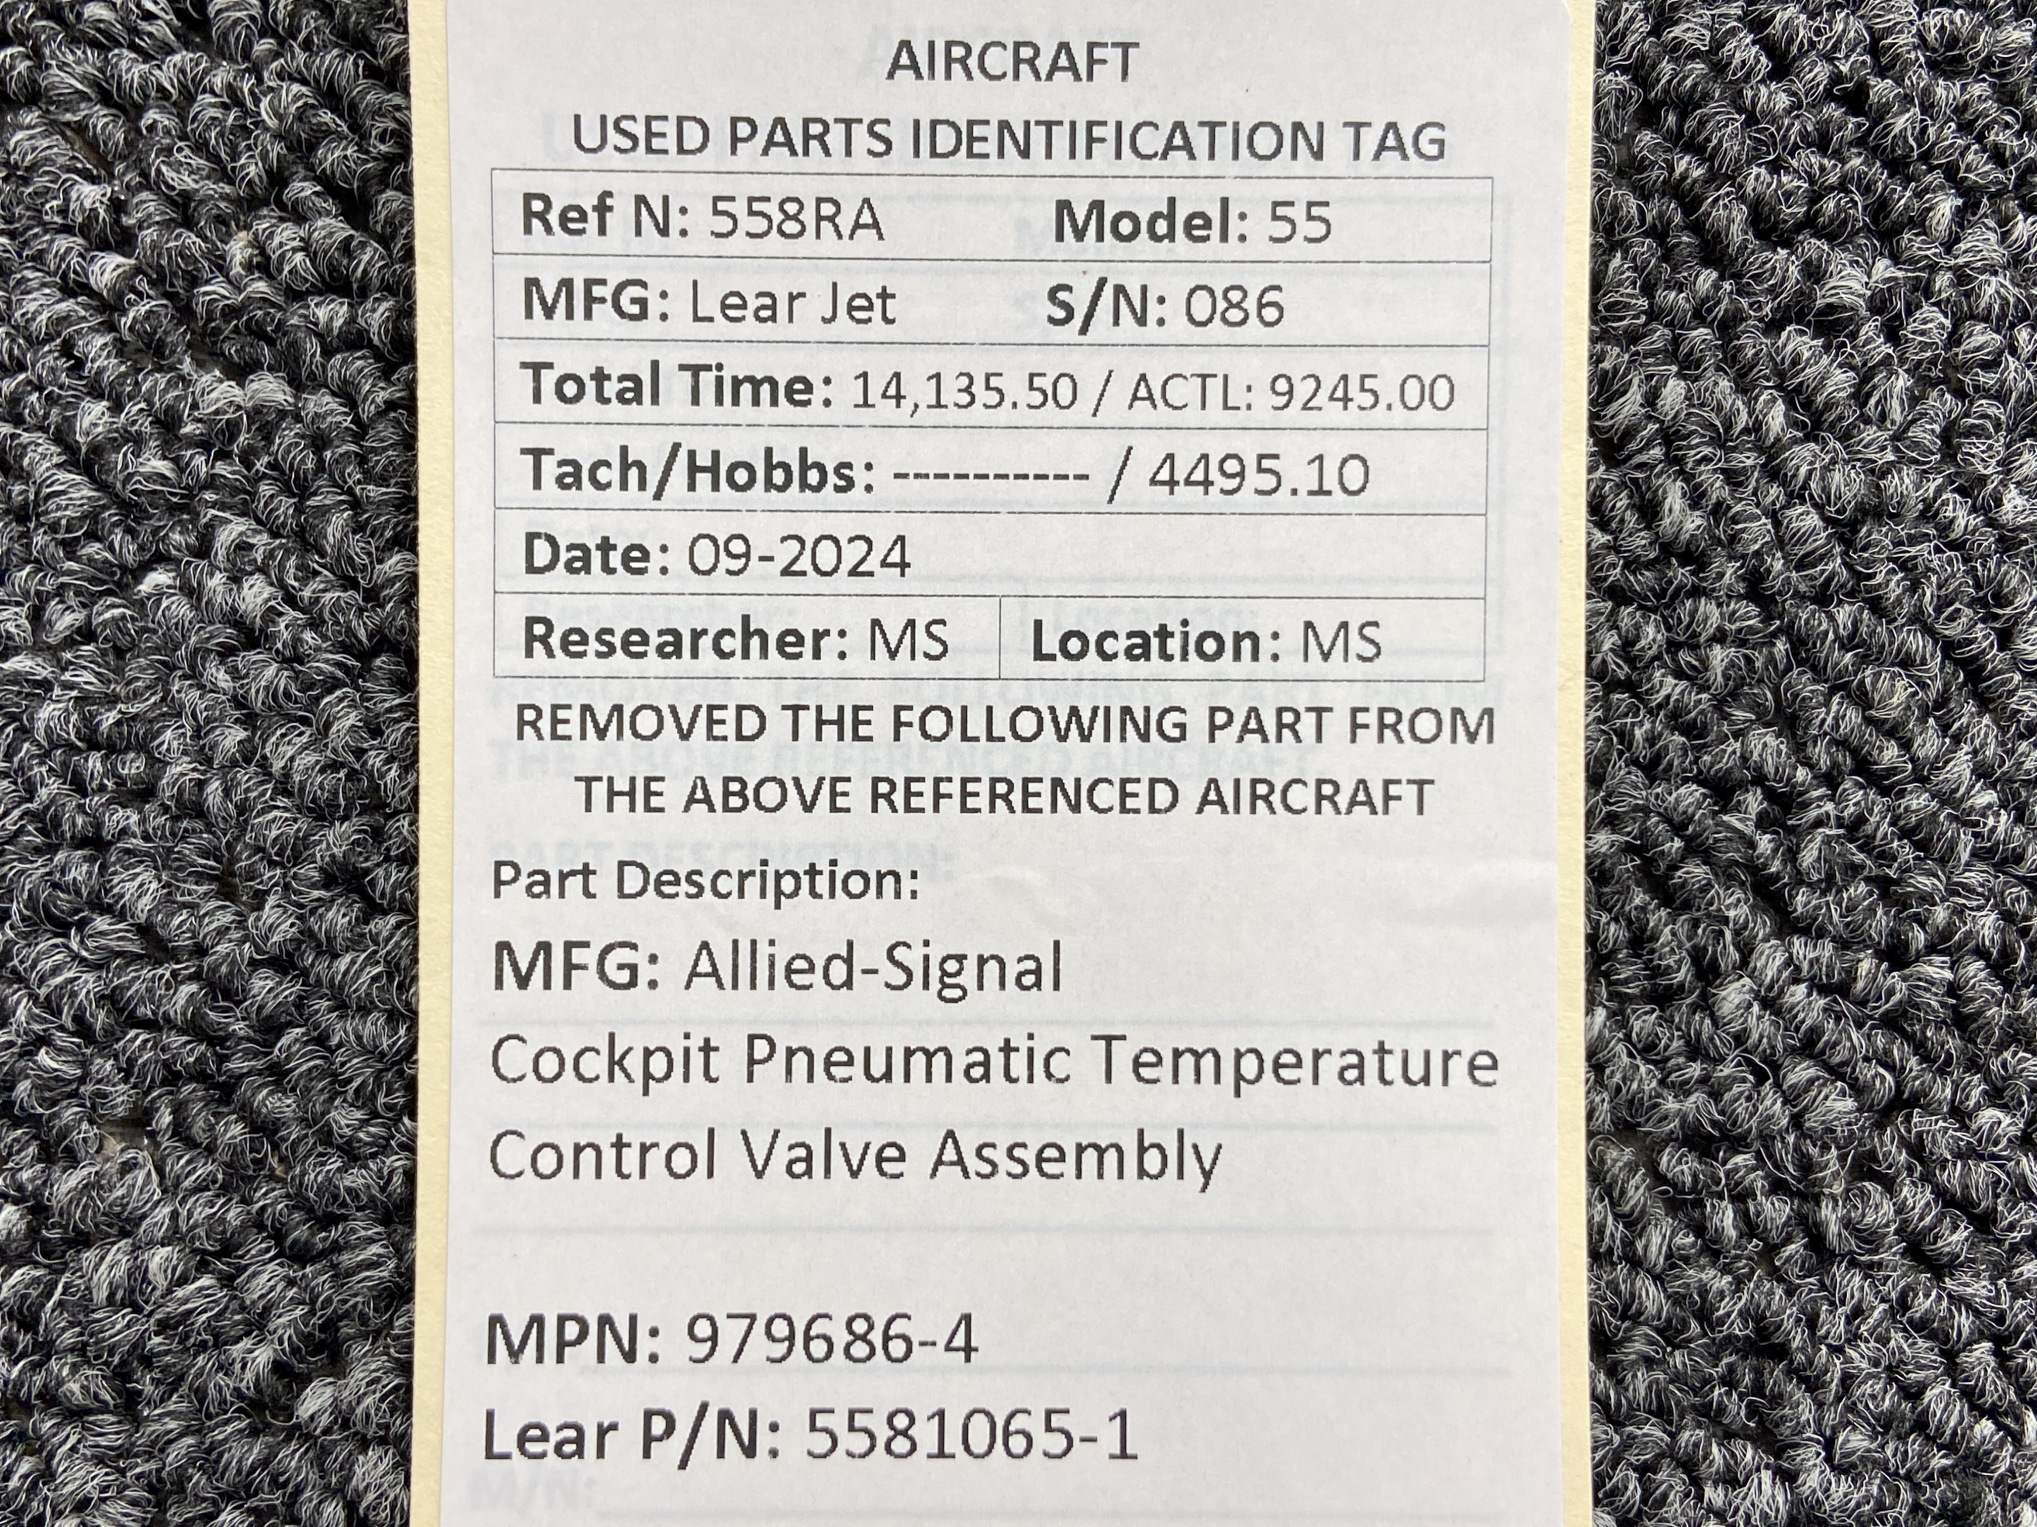 AIRCRAFT
USED PARTS IDENTIFICATION TAG
Ref N: 558RA Model: 55
MFG: Lear Jet S/N: 086
Total Time: 14,135.50 / ACTL: 9245.00
Tach/Hobbs: ---------- / 4495.10
Date: 09-2024
Researcher: MS Location: MS
REMOVED THE FOLLOWING PART FROM
THE ABOVE REFERENCED AIRCRAFT
Part Description:
MFG: Allied-Signal
Cockpit Pneumatic Temperature
Control Valve Assembly
MPN: 979686-4
Lear P/N: 5581065-1
M/N: